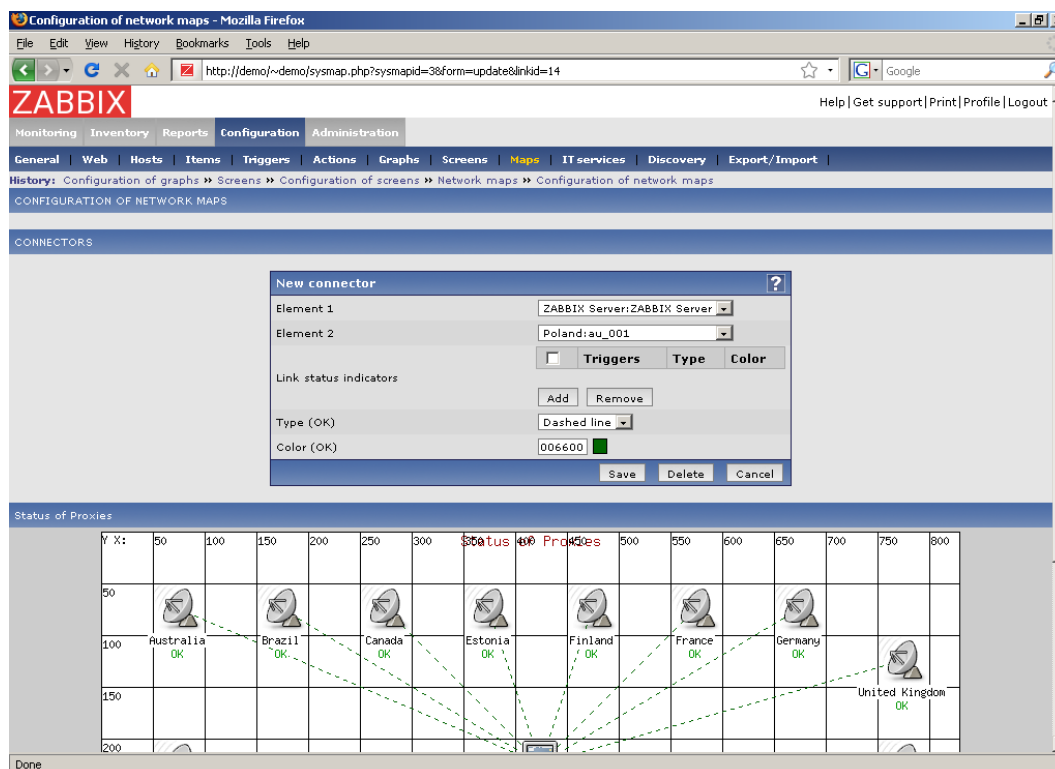 Configuration of network maps - Mozilla Firefox
File Edit View History Bookmarks Tools Help
http://demo/~demo/sysmap.php?sysmapid=3&form=update&linkid=14
G Google
ZABBIX
Help | Get support | Print | Profile | Logout
Monitoring Inventory Reports Configuration Administration
General | Web | Hosts | Items | Triggers | Actions | Graphs | Screens | Maps | IT services | Discovery | Export/Import |
History: Configuration of graphs » Screens » Configuration of screens » Network maps » Configuration of network maps
CONFIGURATION OF NETWORK MAPS
CONNECTORS
New connector ?
Element 1 ZABBIX Server:ZABBIX Server
Element 2 Poland:au_001
Triggers Type Color
Link status indicators
Add Remove
Type (OK) Dashed line
Color (OK) 006600
Save Delete Cancel
Status of Proxies
Y X: 50 100 150 200 250 300 350 400 450 500 550 600 650 700 750 800
Status of Proxies
50
Australia Brazil Canada Estonia Finland France Germany
100
OK OK OK OK OK OK OK
United Kingdom
150
OK
200
Done